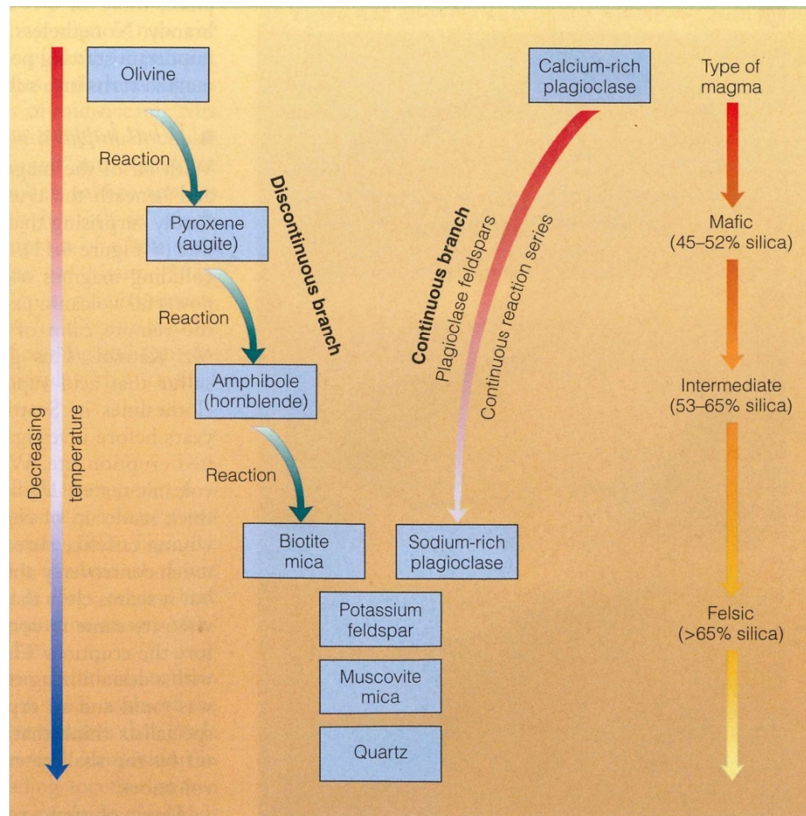 Olivine
Calcium-rich
plagioclase
Type of
magma
Reaction
Pyroxene
(augite)
Discontinuous branch
Continuous branch
Plagioclase feldspars
Continuous reaction series
Mafic
(45–52% silica)
Reaction
Amphibole
(hornblende)
Intermediate
(53–65% silica)
Decreasing
temperature
Reaction
Biotite
mica
Sodium-rich
plagioclase
Potassium
feldspar
Felsic
(>65% silica)
Muscovite
mica
Quartz